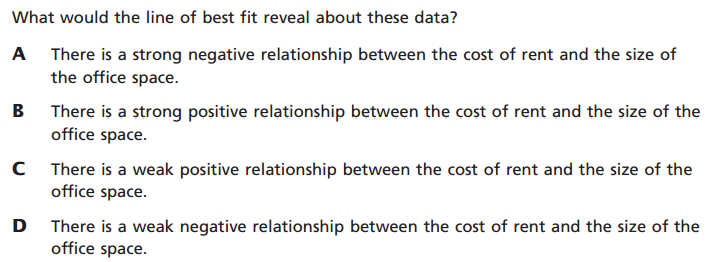 What would the line of best fit reveal about these data?
A There is a strong negative relationship between the cost of rent and the size of
the office space.
B There is a strong positive relationship between the cost of rent and the size of the
office space.
C There is a weak positive relationship between the cost of rent and the size of the
office space.
D There is a weak negative relationship between the cost of rent and the size of the
office space.